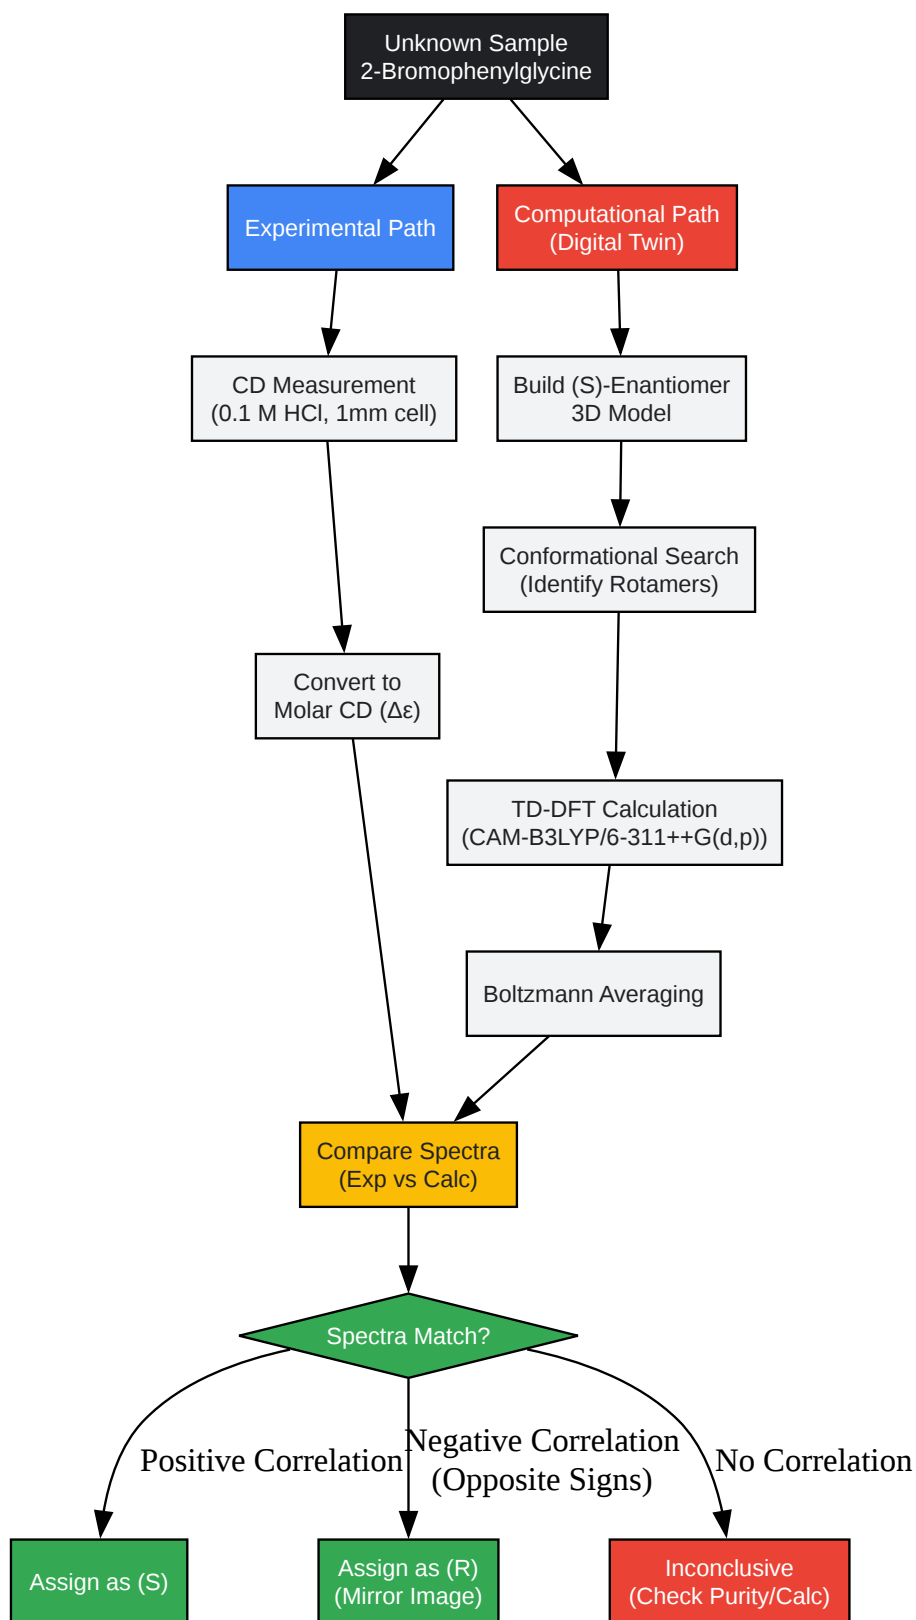 Unknown Sample
2-Bromophenylglycine
Experimental Path
Computational Path
(Digital Twin)
CD Measurement
(0.1 M HCl, 1mm cell)
Build (S)-Enantiomer
3D Model
Conformational Search
(Identify Rotamers)
Convert to
Molar CD (Δε)
TD-DFT Calculation
(CAM-B3LYP/6-311++G(d,p))
Boltzmann Averaging
Compare Spectra
(Exp vs Calc)
Spectra Match?
Positive Correlation
Negative Correlation
(Opposite Signs)
No Correlation
Assign as (S)
Assign as (R)
(Mirror Image)
Inconclusive
(Check Purity/Calc)